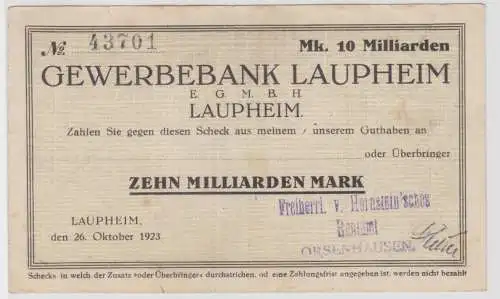 No. 43701 Mk. 10 Milliarden
GEWERBEBANK LAUPHEIM
E G M B H
LAUPHEIM.
Zahlen Sie gegen diesen Scheck aus meinem / unserem Guthaben an
oder Überbringer
ZEHN MILLIARDEN MARK
LAUPHEIM,
den 26. Oktober 1923
Freiherrl. v. Hornstein'sches
Rentamt
ORSENHAUSEN.
Schecks in welch. der Zusatz »oder Überbringer« durchstrichen, od. eine Zahlungsfrist angegeben ist, werden nicht bezahlt